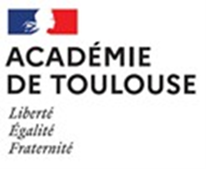 ACADÉMIE
DE TOULOUSE
Liberté
Égalité
Fraternité